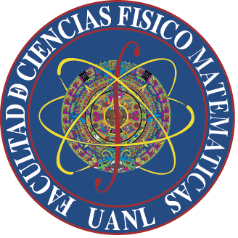 FACULTAD DE CIENCIAS FISICO MATEMATICAS
UANL